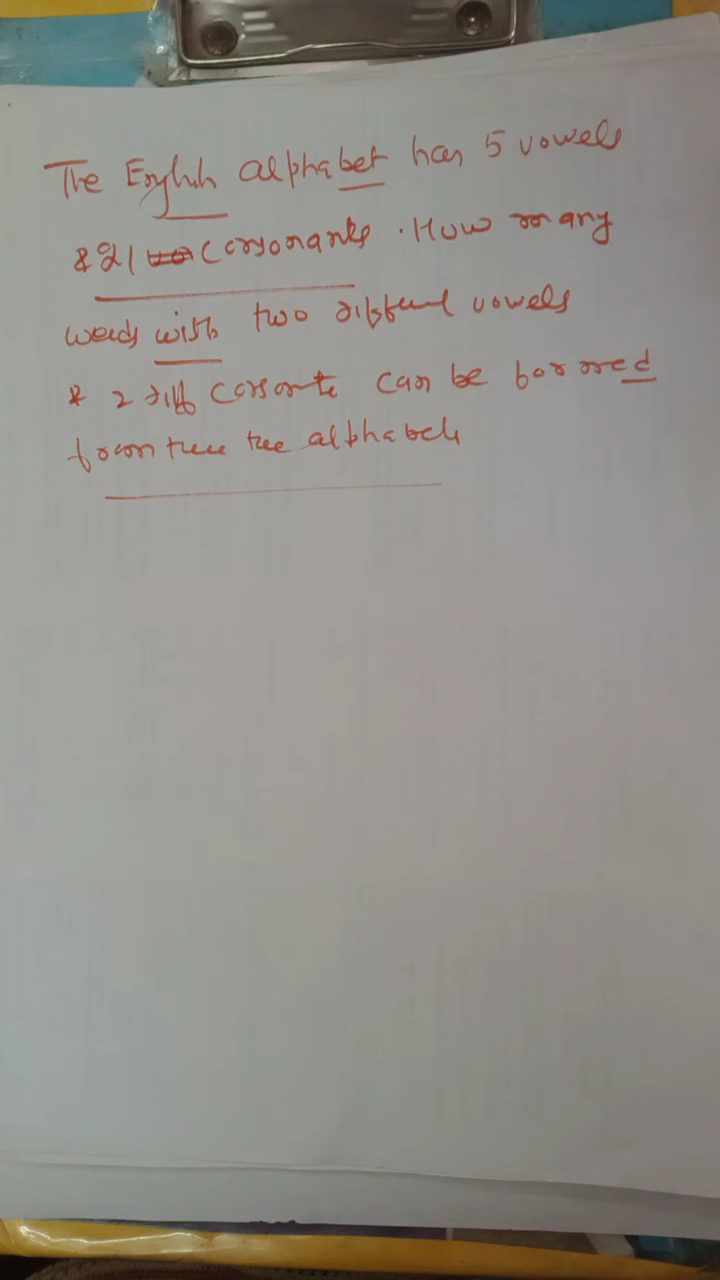 The English alphabet has 5 vowels
& 21 consonants. How many
words with two different vowels
& 2 diff consonants can be formed
from the alphabets